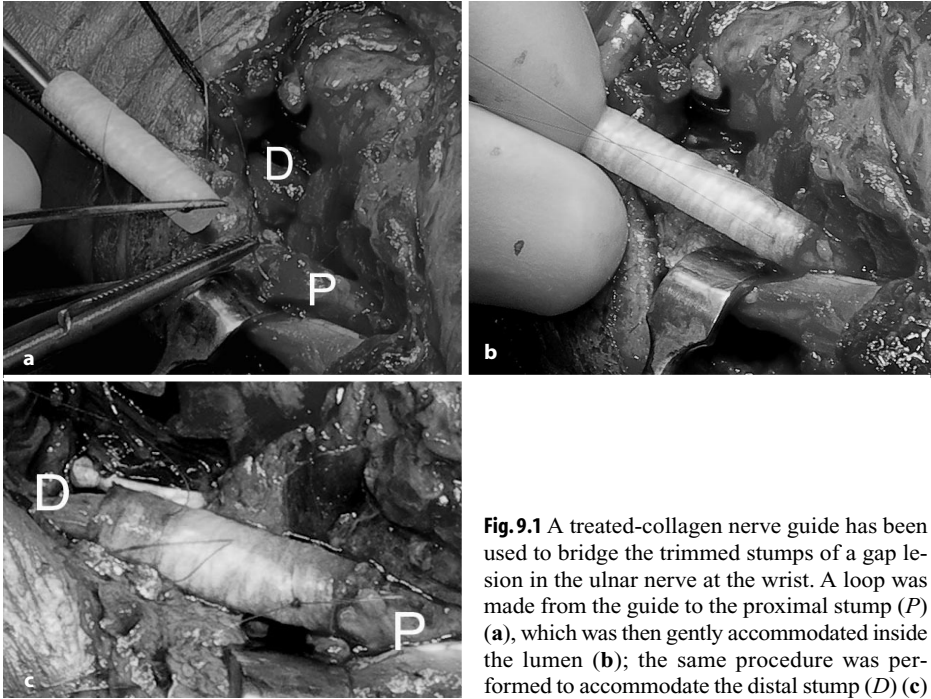 D
P
a
b
D
P
c
Fig. 9.1 A treated-collagen nerve guide has been
used to bridge the trimmed stumps of a gap le-
sion in the ulnar nerve at the wrist. A loop was
made from the guide to the proximal stump (P)
(a), which was then gently accommodated inside
the lumen (b); the same procedure was per-
formed to accommodate the distal stump (D) (c)